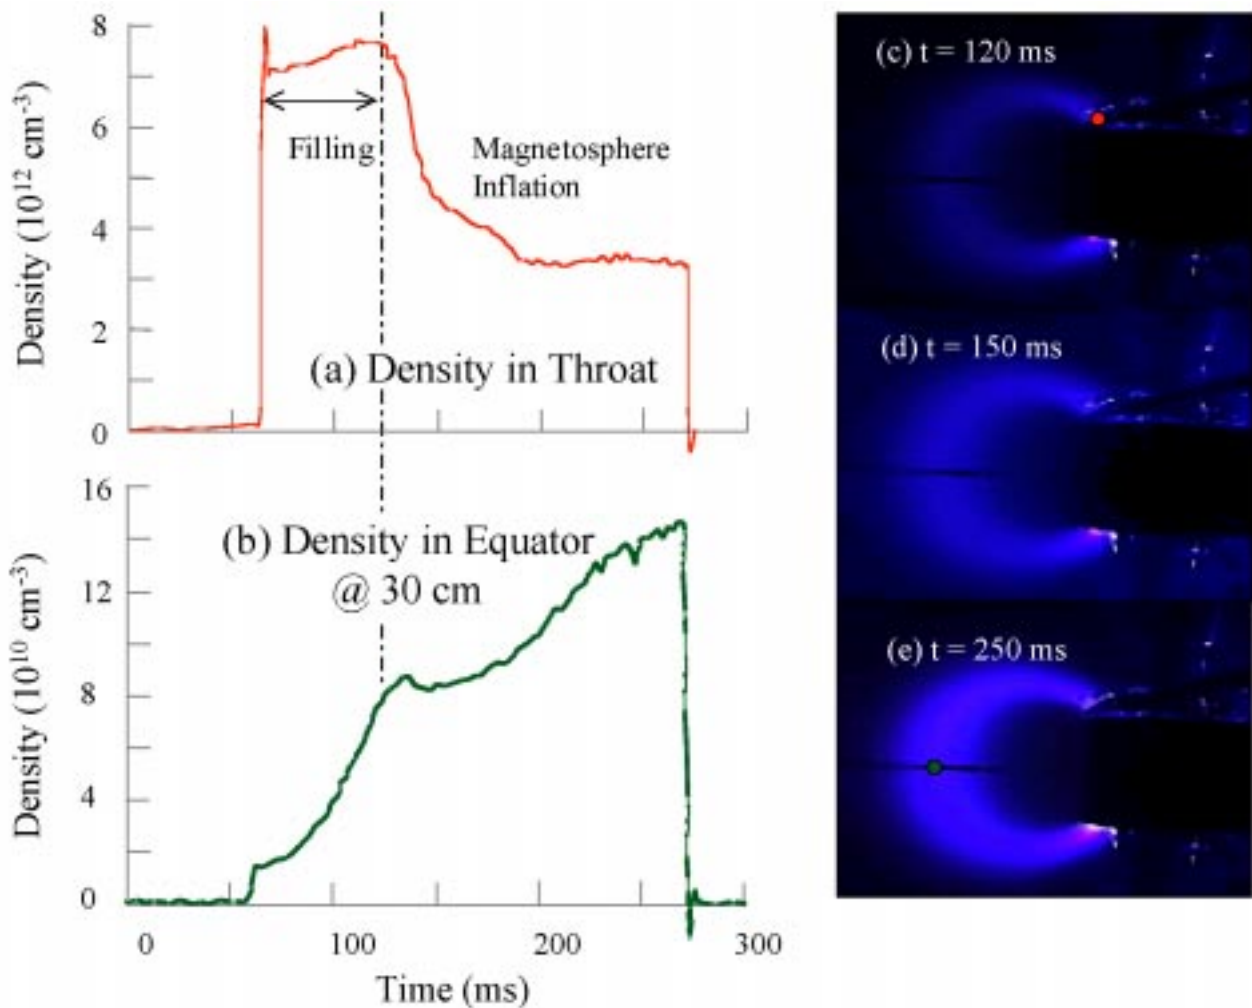 8
6
4
2
0
Density (10¹² cm⁻³)
Filling
Magnetosphere
Inflation
(a) Density in Throat
16
12
8
4
0
Density (10¹⁰ cm⁻³)
(b) Density in Equator
@ 30 cm
0 100 200 300
Time (ms)
(c) t = 120 ms
(d) t = 150 ms
(e) t = 250 ms